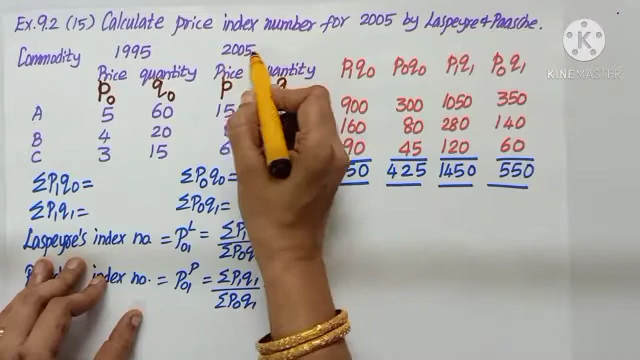 Ex.9.2 (15) Calculate price index number for 2005 by Laspeyre & Paasche.
Commodity 1995 2005
Price quantity Price quantity P₁q₀ P₀q₀ P₁q₁ P₀q₁
P₀ q₀ P q
A 5 60 15 900 300 1050 350
B 4 20 160 80 280 140
C 3 15 6 90 45 120 60
ΣP₁q₀= ΣP₀q₀= 50 425 1450 550
ΣP₁q₁= ΣP₀q₁=
Laspeyre's index no. = P₀₁ᴸ = ΣP₁ / ΣP₀q
index no. = P₀₁ᴾ = ΣP₁q₁ / ΣP₀q₁
MADE WITH
KINEMASTER